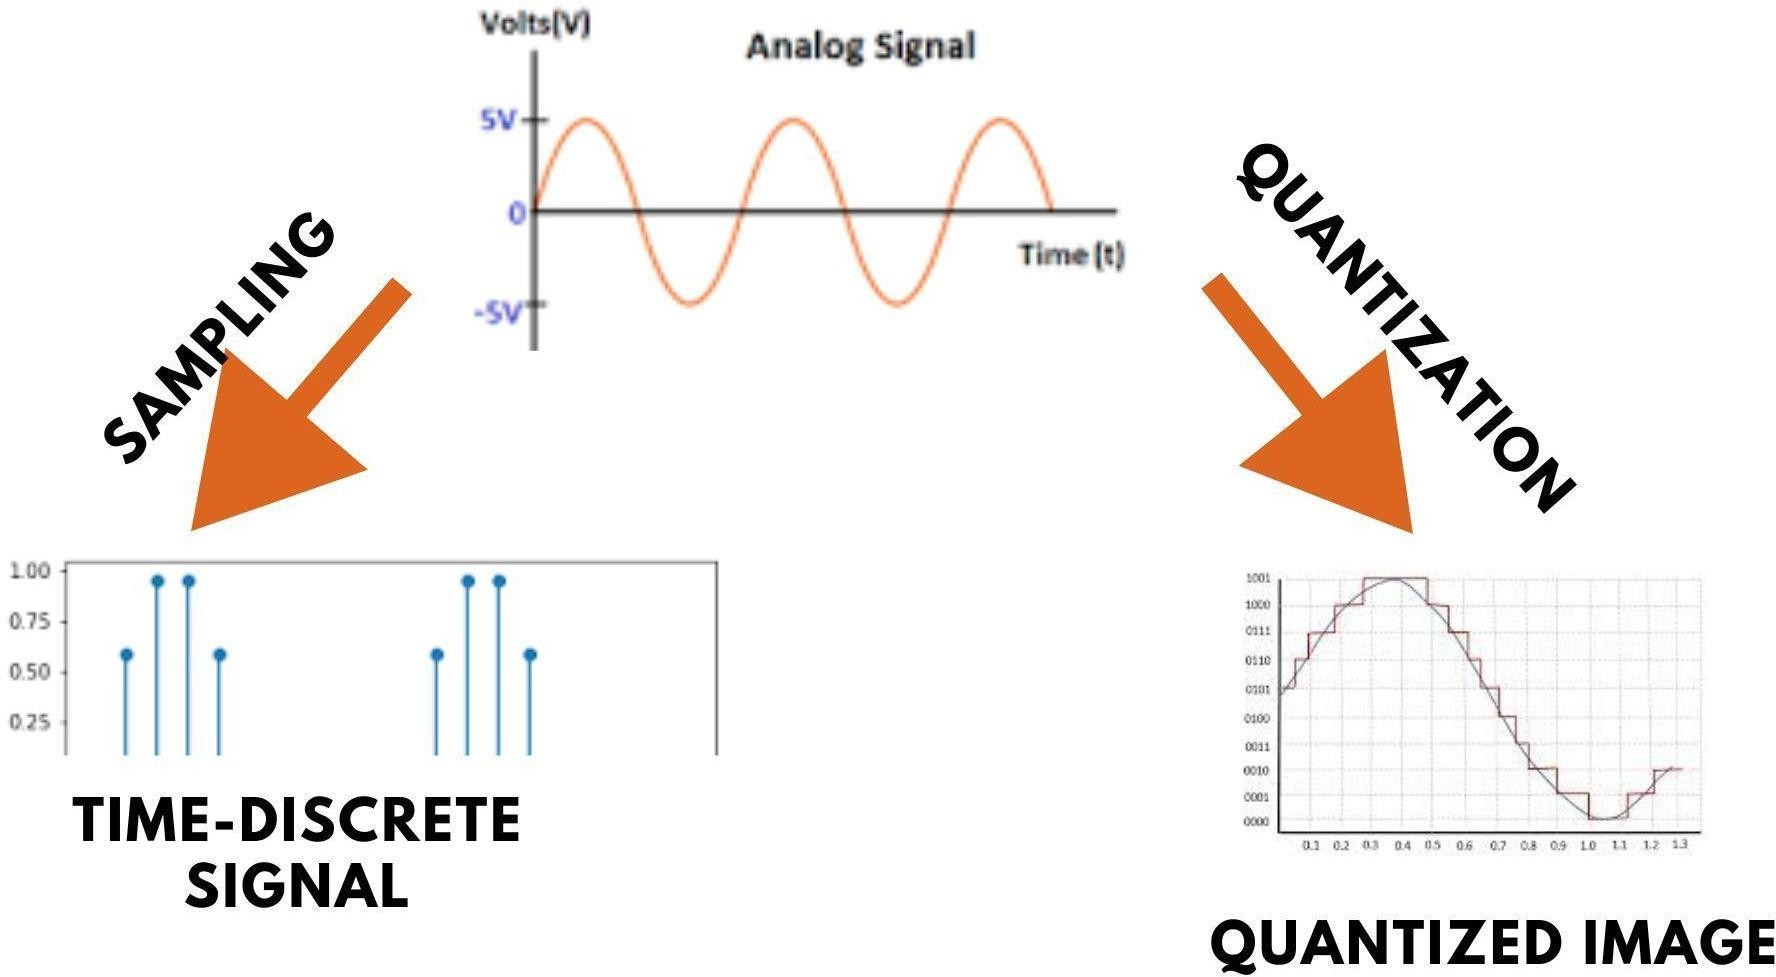 Volts(V)
Analog Signal
5V
0
-5V
Time (t)
SAMPLING
QUANTIZATION
1.00
0.75
0.50
0.25
TIME-DISCRETE
SIGNAL
1001
1000
0111
0110
0101
0100
0011
0010
0001
0000
0.1 0.2 0.3 0.4 0.5 0.6 0.7 0.8 0.9 1.0 1.1 1.2 1.3
QUANTIZED IMAGE